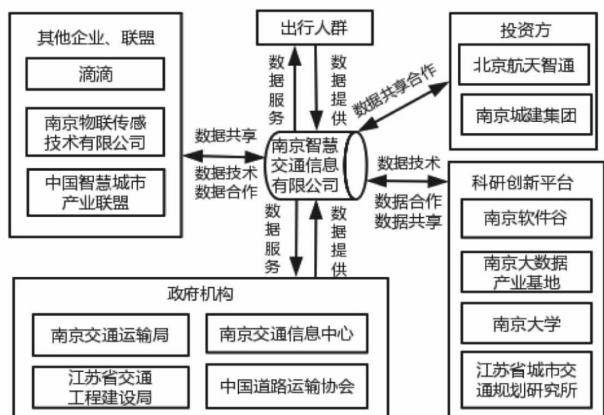 其他企业、联盟
滴滴
南京物联传感
技术有限公司
中国智慧城市
产业联盟
出行人群
数据服务
数据提供
投资方
北京航天智通
南京城建集团
数据共享合作
数据共享
数据技术
数据合作
南京智慧
交通信息
有限公司
数据技术
数据合作
数据共享
科研创新平台
南京软件谷
南京大数据
产业基地
南京大学
江苏省城市交
通规划研究所
数据服务
数据提供
政府机构
南京交通运输局
南京交通信息中心
江苏省交通
工程建设局
中国道路运输协会